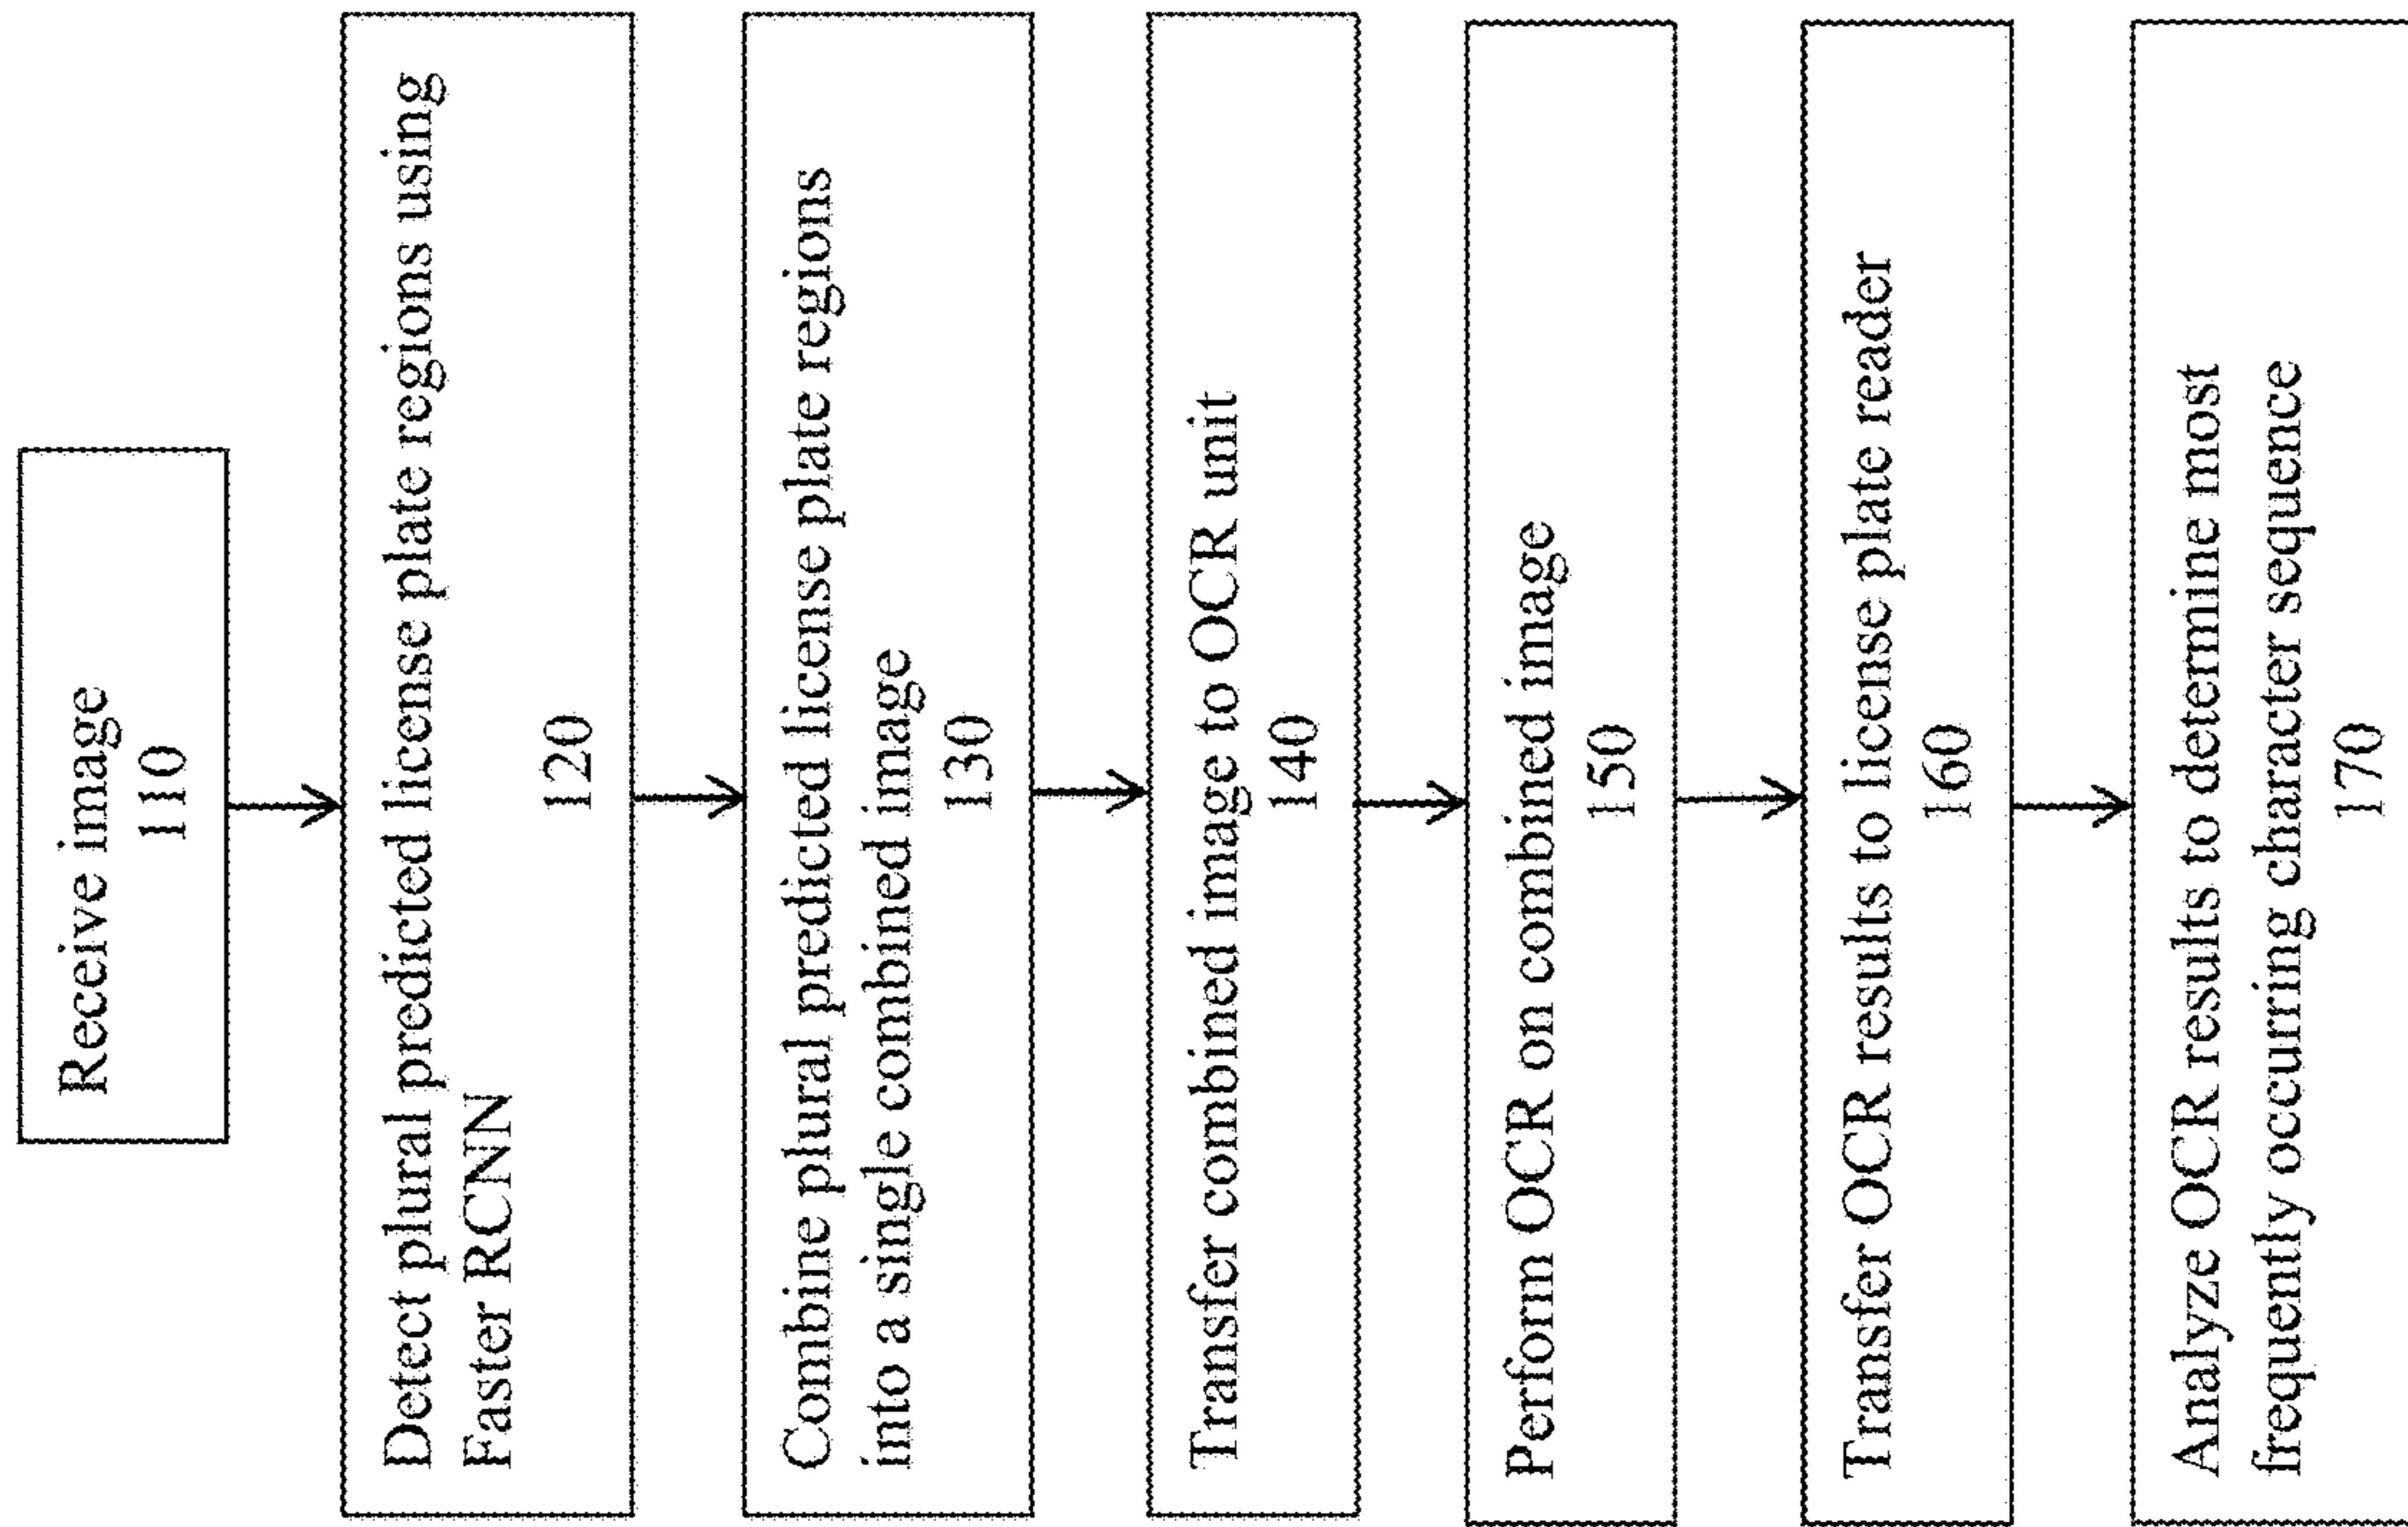 Receive image
110
Detect plural predicted license plate regions using
Faster RCNN
120
Combine plural predicted license plate regions
into a single combined image
130
Transfer combined image to OCR unit
140
Perform OCR on combined image
150
Transfer OCR results to license plate reader
160
Analyze OCR results to determine most
frequently occurring character sequence
170